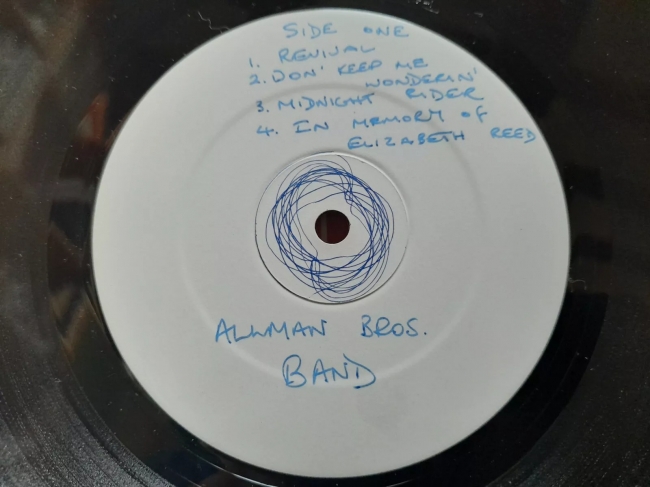 SIDE ONE
1. REVIVAL
2. DON' KEEP ME
WONDERIN'
3. MIDNIGHT RIDER
4. IN MEMORY OF
ELIZABETH REED
ALLMAN BROS.
BAND